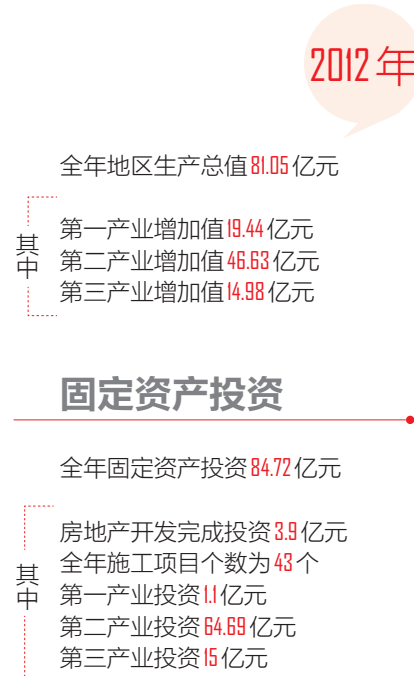 2012年
全年地区生产总值81.05亿元
其中
第一产业增加值19.44亿元
第二产业增加值46.63亿元
第三产业增加值14.98亿元
固定资产投资
全年固定资产投资84.72亿元
其中
房地产开发完成投资3.9亿元
全年施工项目个数为43个
第一产业投资1.1亿元
第二产业投资64.69亿元
第三产业投资15亿元